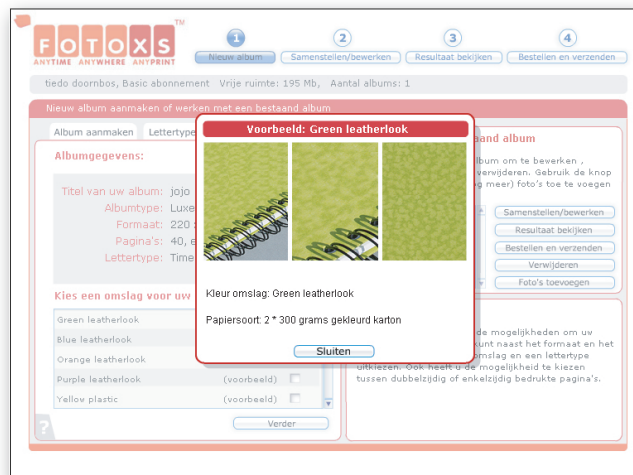 FOTOXS™
ANYTIME ANYWHERE ANYPRINT
1
2
3
4
Nieuw album
Samenstellen/bewerken
Resultaat bekijken
Bestellen en verzenden
tiedo doornbos, Basic abonnement Vrije ruimte: 195 Mb, Aantal albums: 1
Nieuw album aanmaken of werken met een bestaand album
Album aanmaken
Lettertype
Albumgegevens:
Titel van uw album: jojo
Albumtype: Luxe
Formaat: 220
Pagina's: 40, e
Lettertype: Time
Kies een omslag voor uw
Green leatherlook
Blue leatherlook
Orange leatherlook
Purple leatherlook (voorbeeld)
Yellow plastic (voorbeeld)
?
Verder
Voorbeeld: Green leatherlook
Kleur omslag: Green leatherlook
Papiersoort: 2 * 300 grams gekleurd karton
Sluiten
aand album
lbum om te bewerken ,
verwijderen. Gebruik de knop
og meer) foto's toe te voegen
Samenstellen/bewerken
Resultaat bekijken
Bestellen en verzenden
Verwijderen
Foto's toevoegen
de mogelijkheden om uw
kunt naast het formaat en het
omslag en een lettertype
uitkiezen. Ook heeft u de mogelijkheid te kiezen
tussen dubbelzijdig of enkelzijdig bedrukte pagina's.